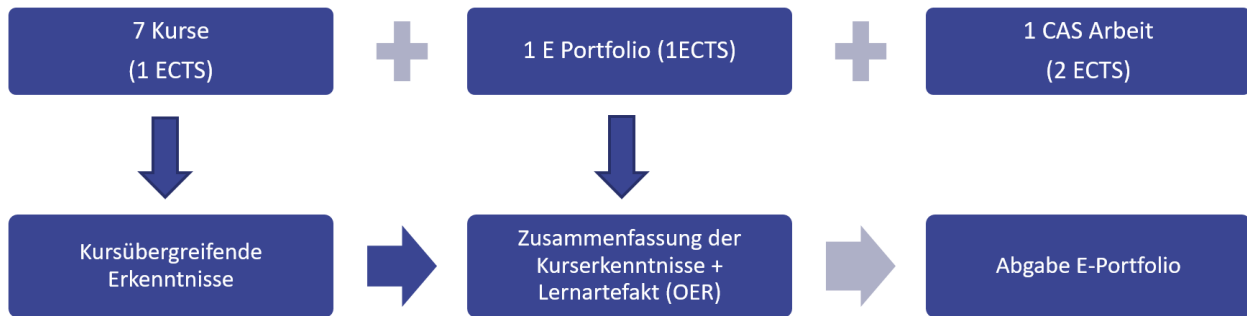 7 Kurse
(1 ECTS)
1 E Portfolio (1ECTS)
1 CAS Arbeit
(2 ECTS)
Kursübergreifende
Erkenntnisse
Zusammenfassung der
Kurserkenntnisse +
Lernartefakt (OER)
Abgabe E-Portfolio